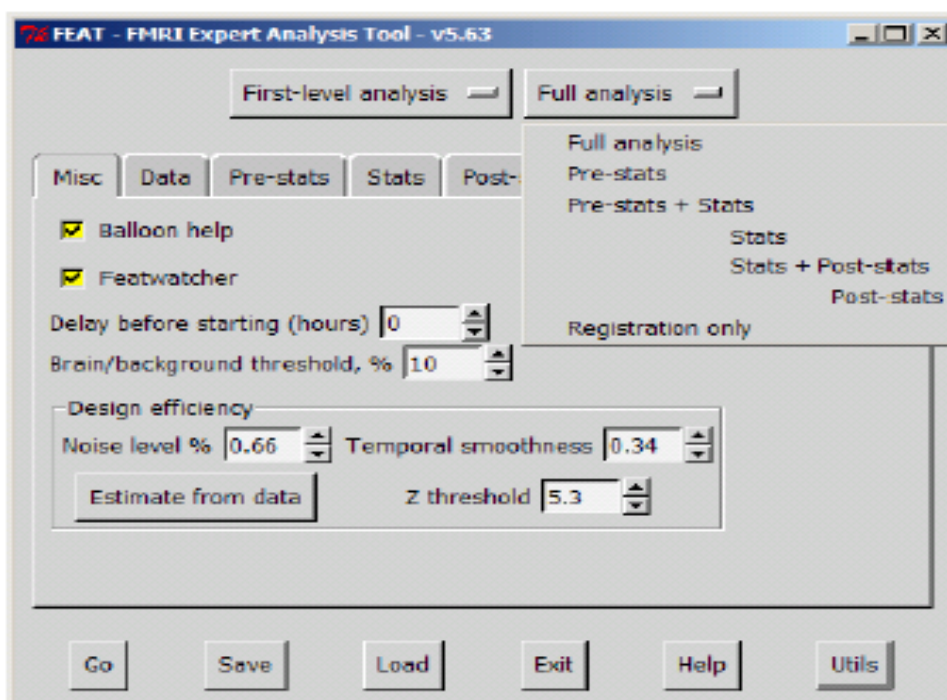 FEAT - FMRI Expert Analysis Tool - v5.63
First-level analysis Full analysis
Full analysis
Pre-stats
Pre-stats + Stats
Stats
Stats + Post-stats
Post-stats
Registration only
Misc Data Pre-stats Stats Post-
Balloon help
Featwatcher
Delay before starting (hours) 0
Brain/background threshold, % 10
Design efficiency
Noise level % 0.66 Temporal smoothness 0.34
Estimate from data Z threshold 5.3
Go Save Load Exit Help Utils